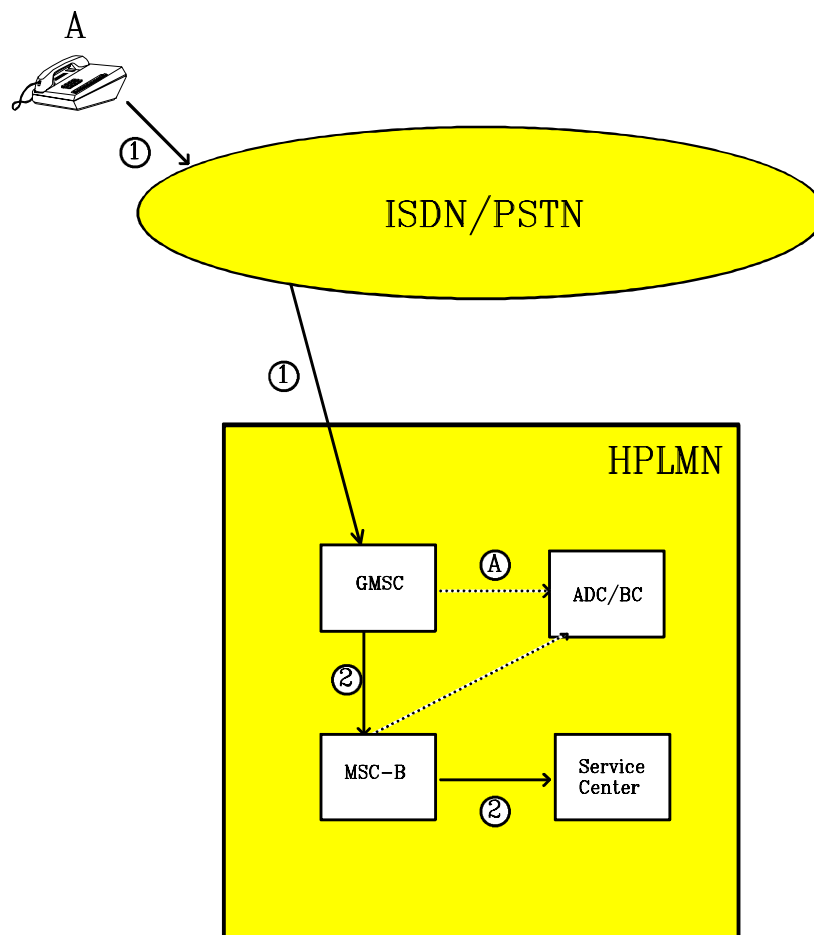 A
①
ISDN/PSTN
①
HPLMN
GMSC
Ⓐ
ADC/BC
②
MSC-B
Service
Center
②